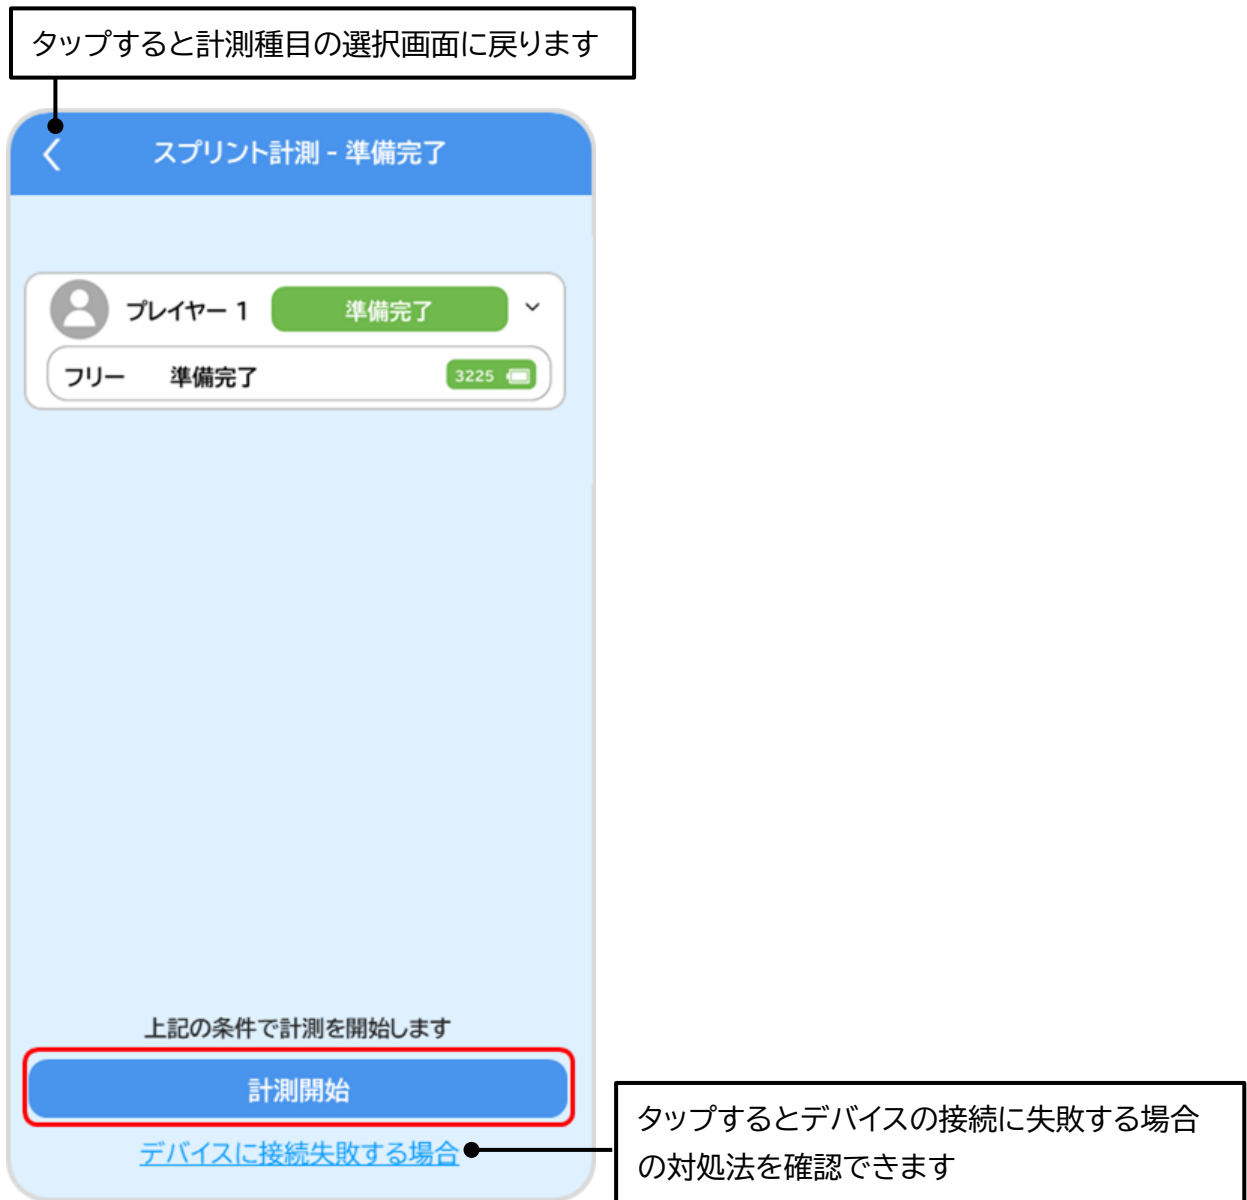 タップすると計測種目の選択画面に戻ります
スプリント計測 - 準備完了
プレイヤー 1 準備完了
フリー 準備完了 3225
上記の条件で計測を開始します
計測開始
デバイスに接続失敗する場合
タップするとデバイスの接続に失敗する場合
の対処法を確認できます